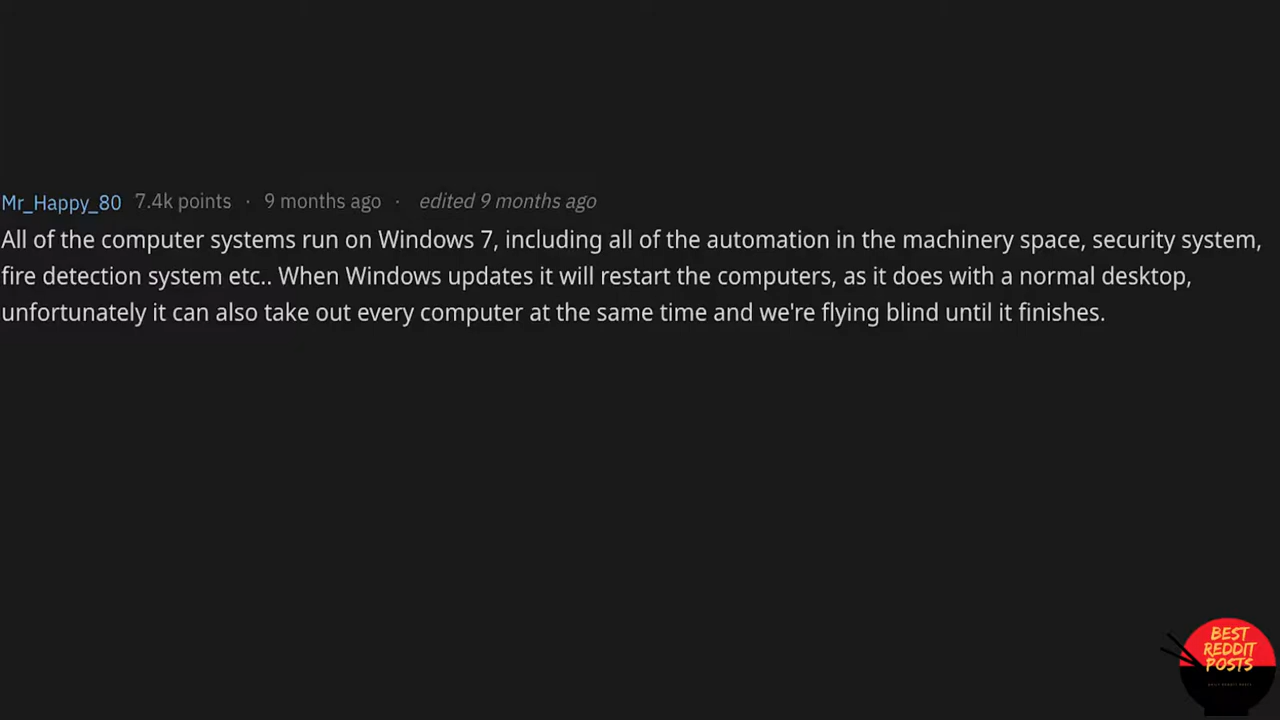 Mr_Happy_80 7.4k points · 9 months ago · edited 9 months ago
All of the computer systems run on Windows 7, including all of the automation in the machinery space, security system,
fire detection system etc.. When Windows updates it will restart the computers, as it does with a normal desktop,
unfortunately it can also take out every computer at the same time and we're flying blind until it finishes.
BEST
REDDIT
POSTS